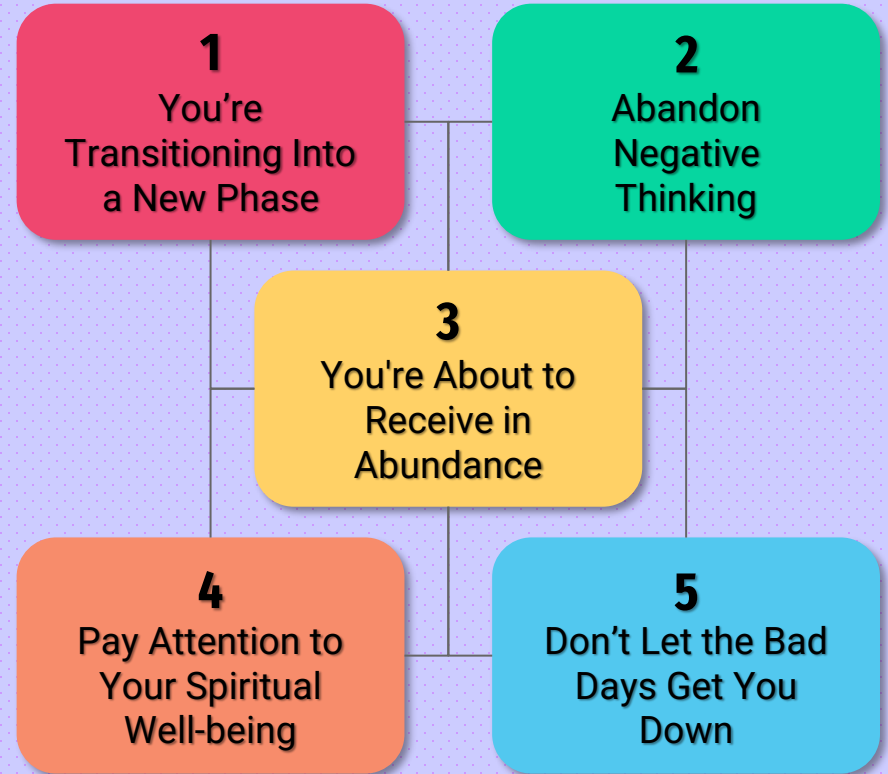 1
You’re
Transitioning Into
a New Phase
2
Abandon
Negative
Thinking
3
You're About to
Receive in
Abundance
4
Pay Attention to
Your Spiritual
Well-being
5
Don’t Let the Bad
Days Get You
Down